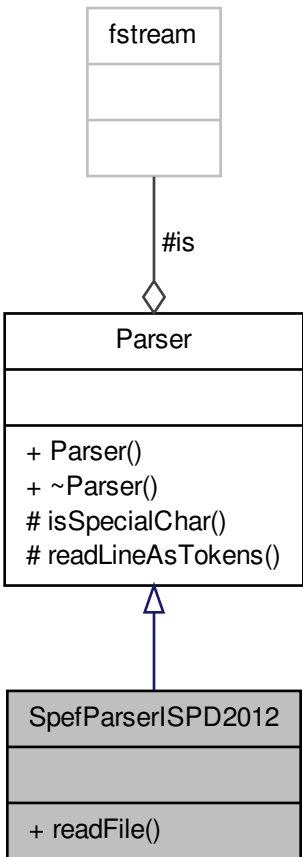 fstream
#is
Parser
+ Parser()
+ ~Parser()
# isSpecialChar()
# readLineAsTokens()
SpefParserISPD2012
+ readFile()